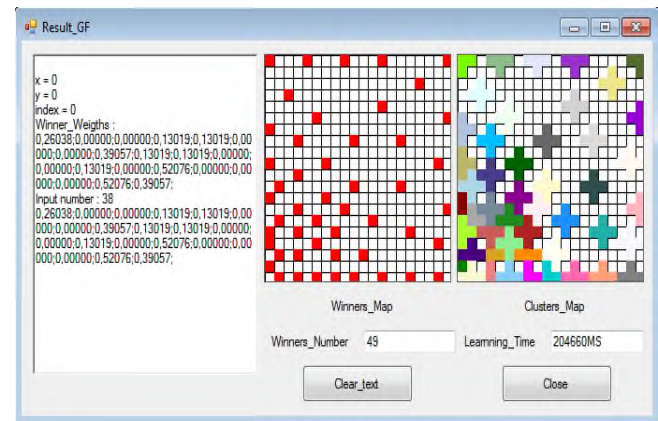 Result_GF
x = 0
y = 0
index = 0
Winner_Weigths :
0,26038;0,00000;0,00000;0,13019;0,13019;0,00
000;0,00000;0,39057;0,13019;0,13019;0,00000;
0,00000;0,13019;0,00000;0,52076;0,00000;0,00
000;0,00000;0,52076;0,39057;
Input number : 38
0,26038;0,00000;0,00000;0,13019;0,13019;0,00
000;0,00000;0,39057;0,13019;0,13019;0,00000;
0,00000;0,13019;0,00000;0,52076;0,00000;0,00
000;0,00000;0,52076;0,39057;
Winners_Map
Clusters_Map
Winners_Number 49
Learnning_Time 204660MS
Clear_text
Close